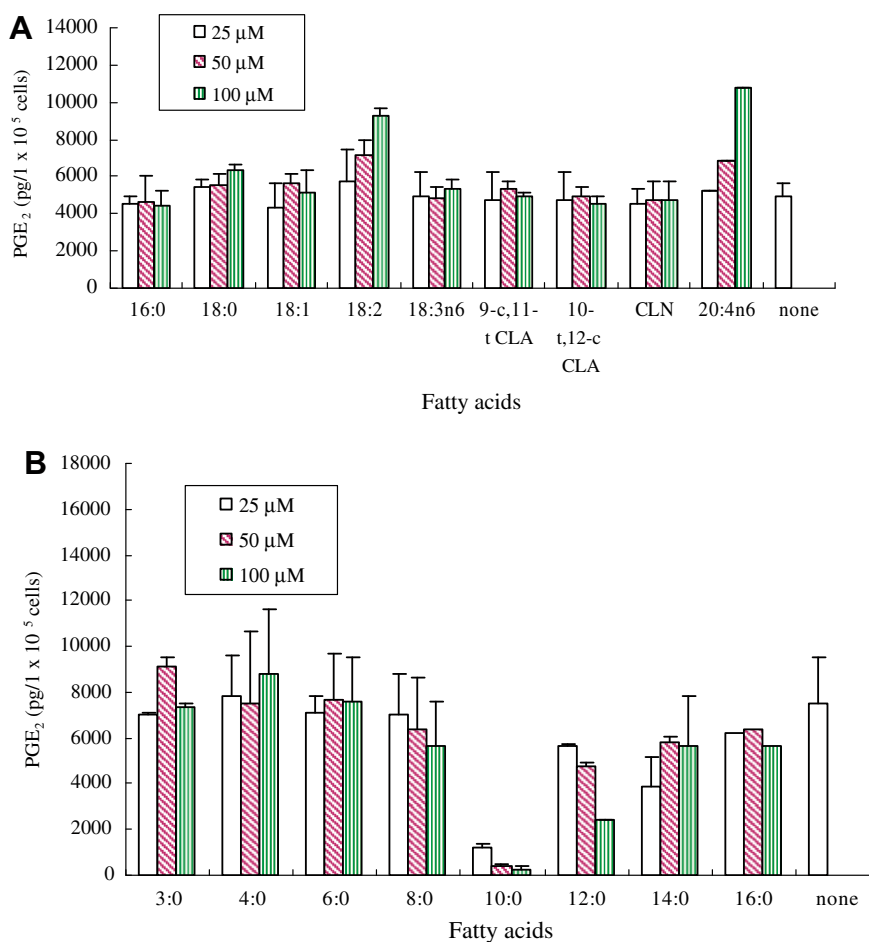 A
14000
12000
10000
8000
6000
4000
2000
0
PGE2 (pg/1 x 10 5 cells)
25 µM
50 µM
100 µM
16:0 18:0 18:1 18:2 18:3n6 9-c,11- 10- CLN 20:4n6 none
t CLA t,12-c
CLA
Fatty acids
B
18000
16000
14000
12000
10000
8000
6000
4000
2000
0
PGE2 (pg/1 x 10 5 cells)
25 µM
50 µM
100 µM
3:0 4:0 6:0 8:0 10:0 12:0 14:0 16:0 none
Fatty acids